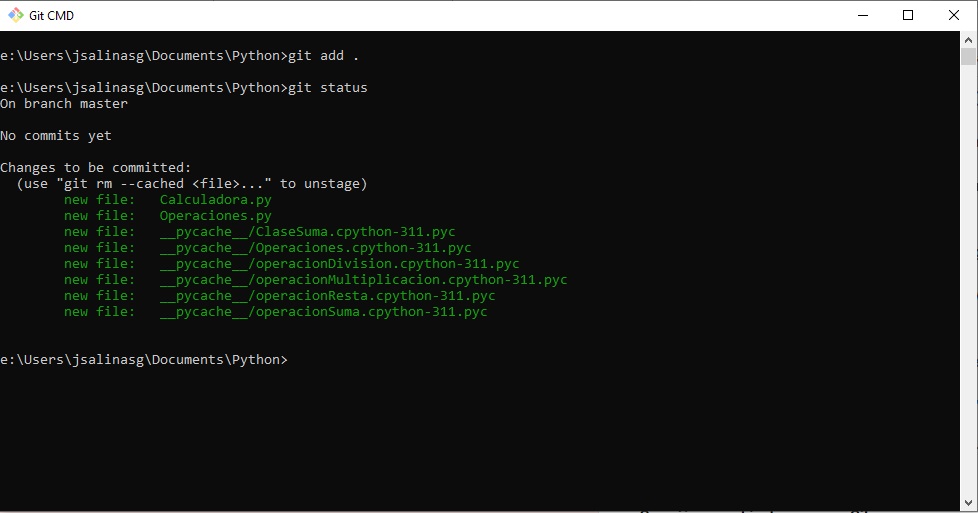 Git CMD
e:\Users\jsalinasg\Documents\Python>git add .
e:\Users\jsalinasg\Documents\Python>git status
On branch master
No commits yet
Changes to be committed:
  (use "git rm --cached <file>..." to unstage)
        new file:   Calculadora.py
        new file:   Operaciones.py
        new file:   __pycache__/ClaseSuma.cpython-311.pyc
        new file:   __pycache__/Operaciones.cpython-311.pyc
        new file:   __pycache__/operacionDivision.cpython-311.pyc
        new file:   __pycache__/operacionMultiplicacion.cpython-311.pyc
        new file:   __pycache__/operacionResta.cpython-311.pyc
        new file:   __pycache__/operacionSuma.cpython-311.pyc
e:\Users\jsalinasg\Documents\Python>